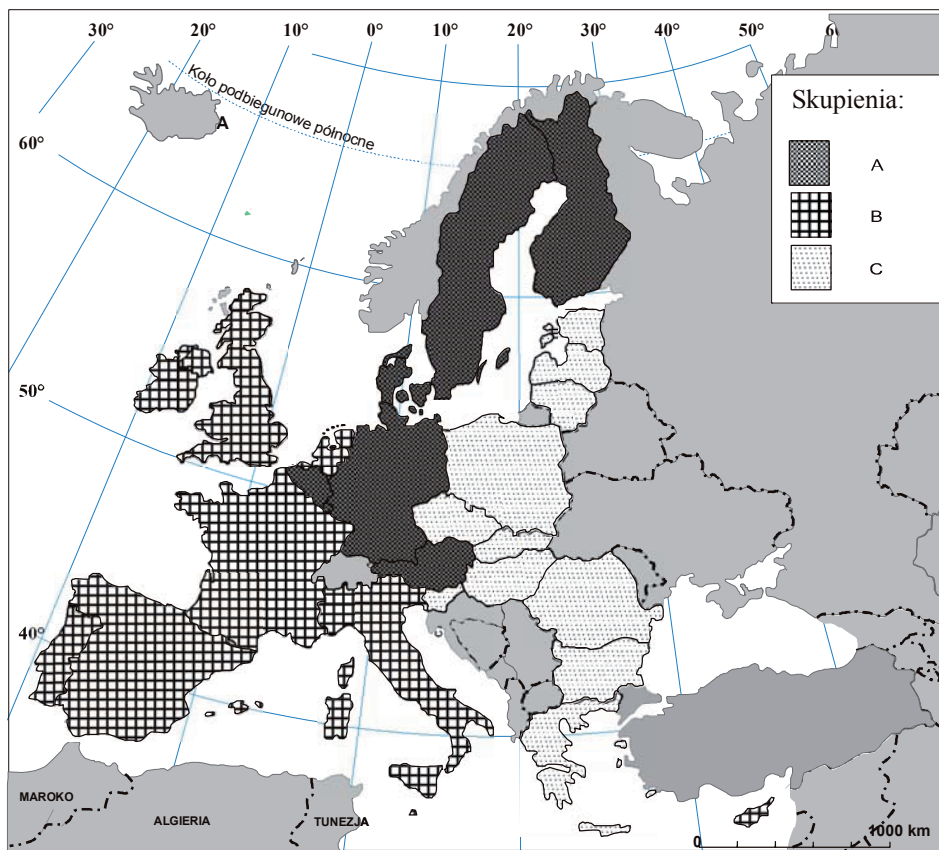 30° 20° 10° 0° 10° 20° 30° 50° 60
Koło podbiegunowe północne
A
60°
50°
40°
Skupienia:
A
B
C
MAROKO
ALGIERIA
TUNEZJA
0 1000 km